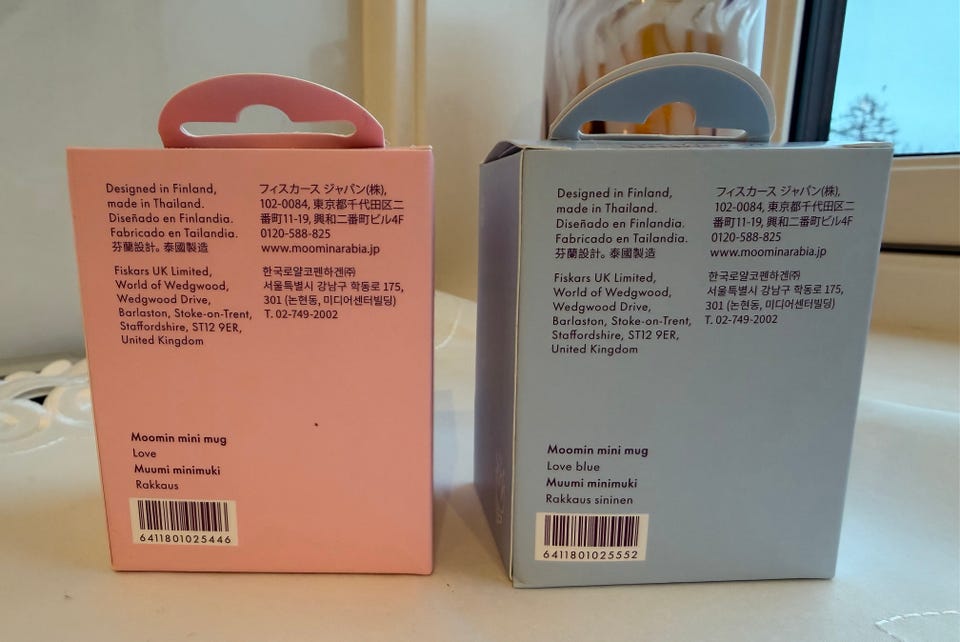 Designed in Finland,
made in Thailand.
Diseñado en Finlandia.
Fabricado en Tailandia.
芬蘭設計。泰國製造
Fiskars UK Limited,
World of Wedgwood,
Wedgwood Drive,
Barlaston, Stoke-on-Trent,
Staffordshire, ST12 9ER,
United Kingdom
フィスカース ジャパン(株),
102-0084, 東京都千代田区二
番町11-19, 興和二番町ビル4F
0120-588-825
www.moominarabia.jp
한국로얄코펜하겐㈜
서울특별시 강남구 학동로 175,
301 (논현동, 미디어센터빌딩)
T. 02-749-2002
Moomin mini mug
Love
Muumi minimuki
Rakkaus
6411801025446
Designed in Finland,
made in Thailand.
Diseñado en Finlandia.
Fabricado en Tailandia.
芬蘭設計。泰國製造
Fiskars UK Limited,
World of Wedgwood,
Wedgwood Drive,
Barlaston, Stoke-on-Trent,
Staffordshire, ST12 9ER,
United Kingdom
フィスカース ジャパン(株),
102-0084, 東京都千代田区二
番町11-19, 興和二番町ビル4F
0120-588-825
www.moominarabia.jp
한국로얄코펜하겐㈜
서울특별시 강남구 학동로 175,
301 (논현동, 미디어센터빌딩)
T. 02-749-2002
Moomin mini mug
Love blue
Muumi minimuki
Rakkaus sininen
6411801025552